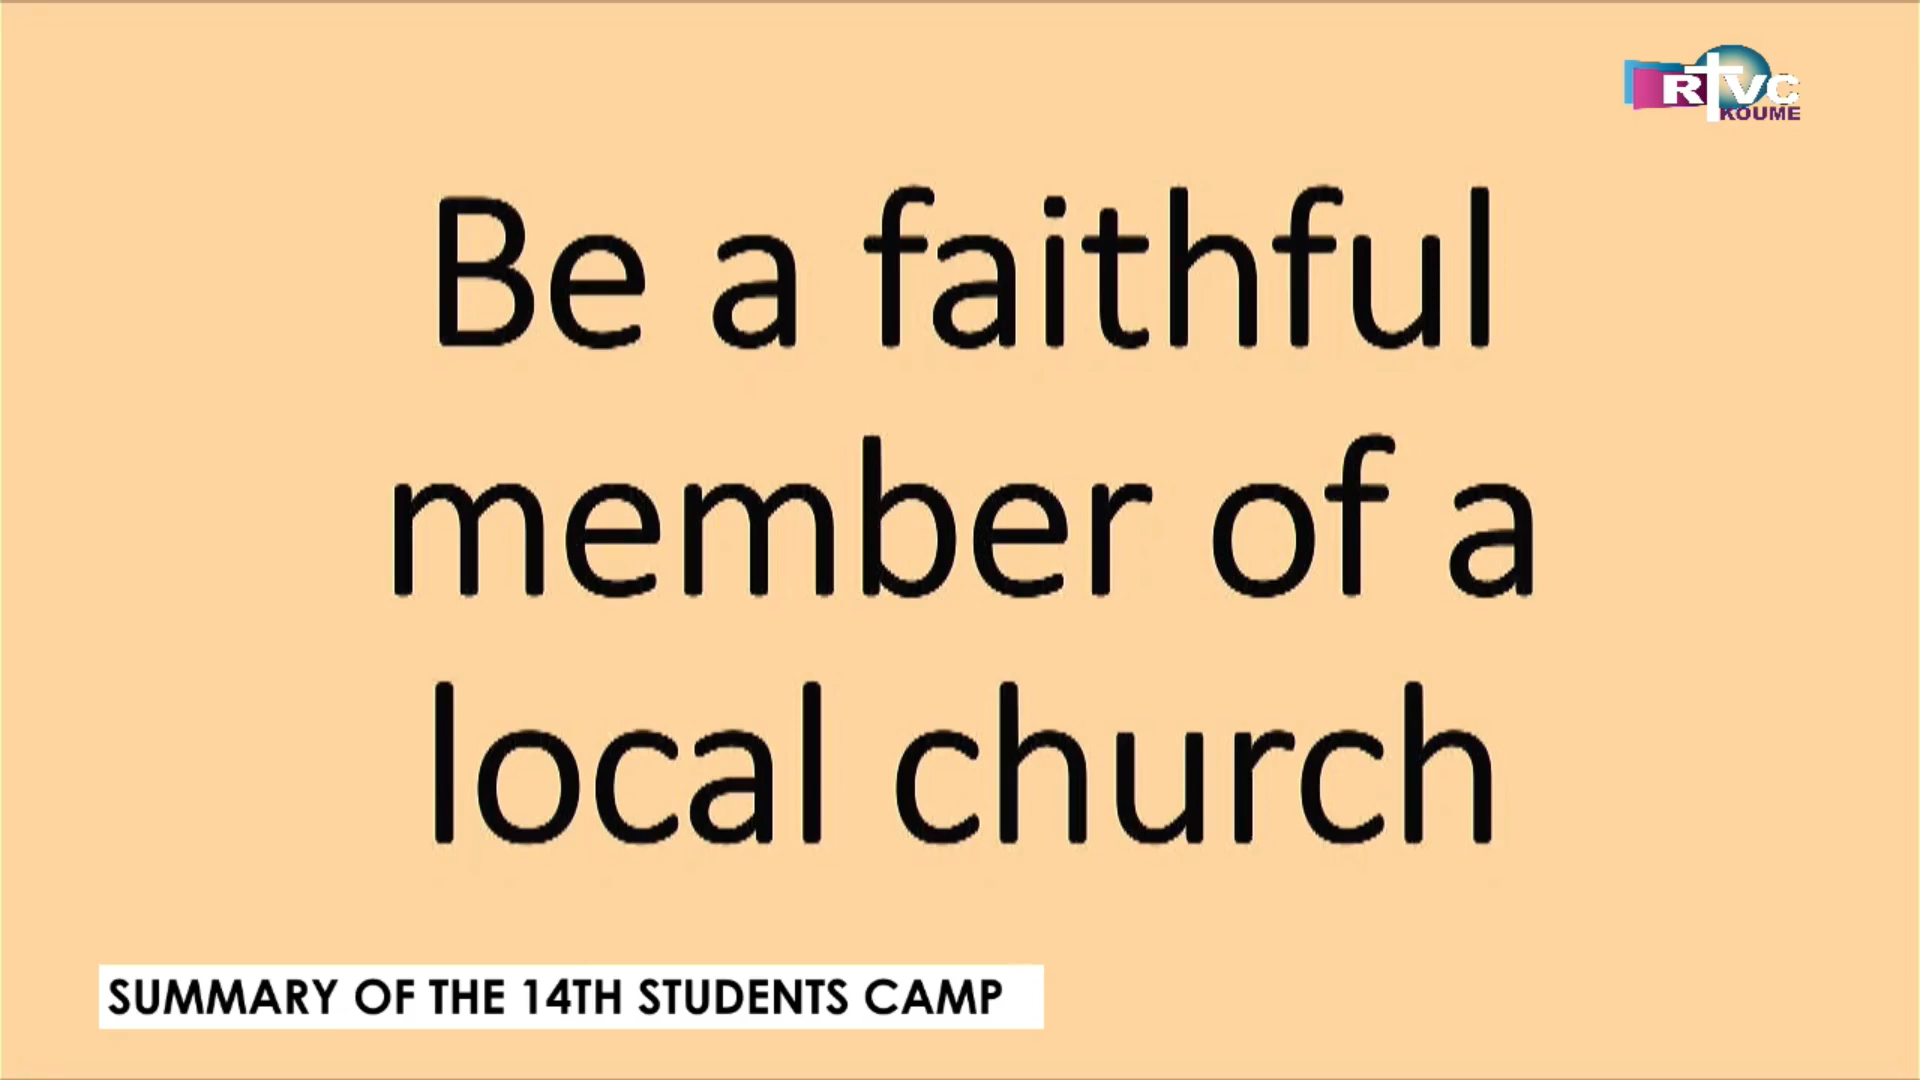 RTVC
KOUME
Be a faithful
member of a
local church
SUMMARY OF THE 14TH STUDENTS CAMP